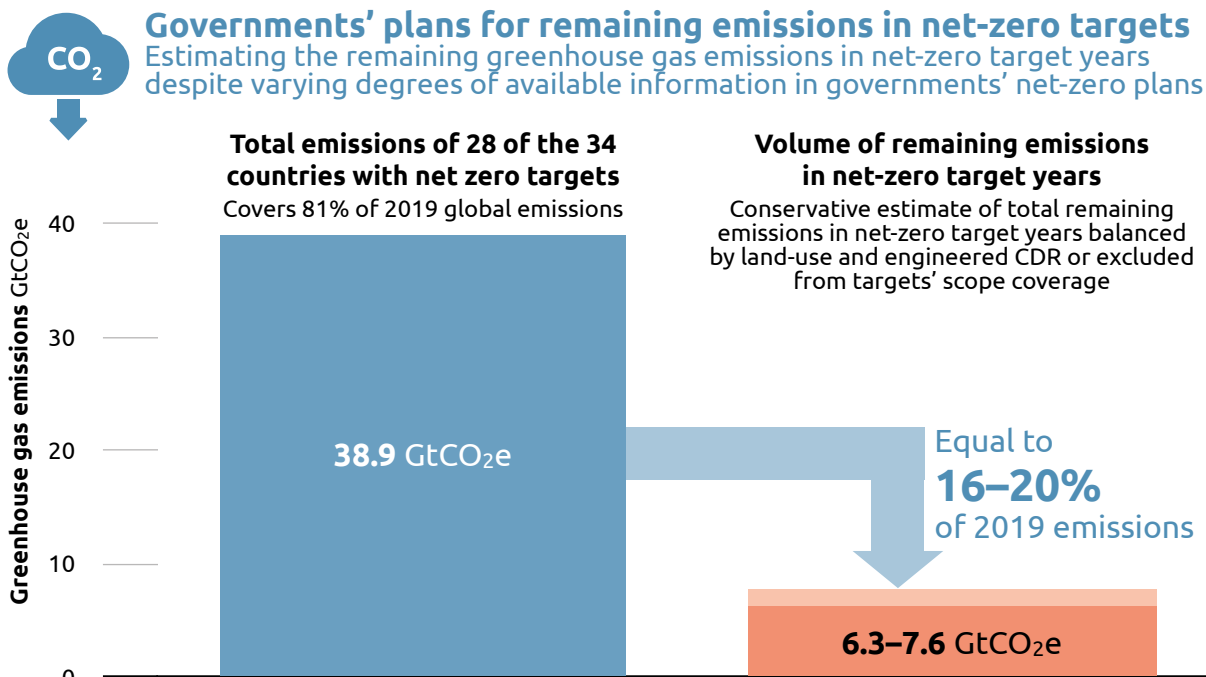 Governments’ plans for remaining emissions in net-zero targets
Estimating the remaining greenhouse gas emissions in net-zero target years
despite varying degrees of available information in governments’ net-zero plans
CO₂
Total emissions of 28 of the 34
countries with net zero targets
Covers 81% of 2019 global emissions
Volume of remaining emissions
in net-zero target years
Conservative estimate of total remaining
emissions in net-zero target years balanced
by land-use and engineered CDR or excluded
from targets’ scope coverage
Greenhouse gas emissions GtCO₂e
40
30
20
10
0
38.9 GtCO₂e
Equal to
16–20%
of 2019 emissions
6.3–7.6 GtCO₂e